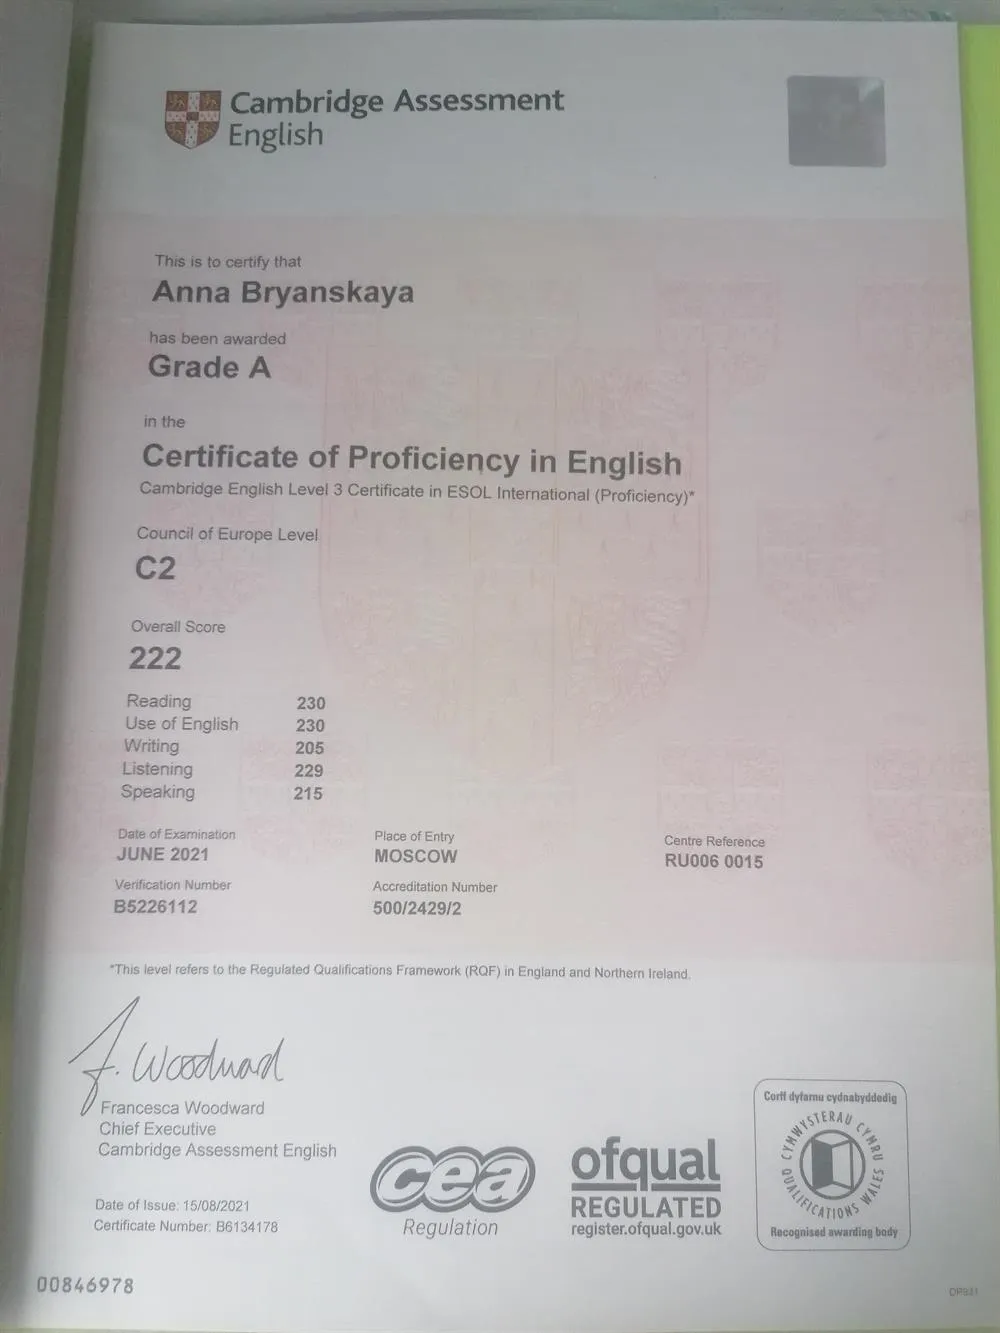 Cambridge Assessment
English
This is to certify that
Anna Bryanskaya
has been awarded
Grade A
in the
Certificate of Proficiency in English
Cambridge English Level 3 Certificate in ESOL International (Proficiency)*
Council of Europe Level
C2
Overall Score
222
Reading 230
Use of English 230
Writing 205
Listening 229
Speaking 215
Date of Examination Place of Entry Centre Reference
JUNE 2021 MOSCOW RU006 0015
Verification Number Accreditation Number
B5226112 500/2429/2
*This level refers to the Regulated Qualifications Framework (RQF) in England and Northern Ireland.
F. Woodward
Francesca Woodward
Chief Executive
Cambridge Assessment English
Date of Issue: 15/08/2021
Certificate Number: B6134178
cea
Regulation
ofqual
REGULATED
register.ofqual.gov.uk
Corff dyfarnu cydnabyddedig
CYMWYSTERAU CYMRU
QUALIFICATIONS WALES
Recognised awarding body
00846978